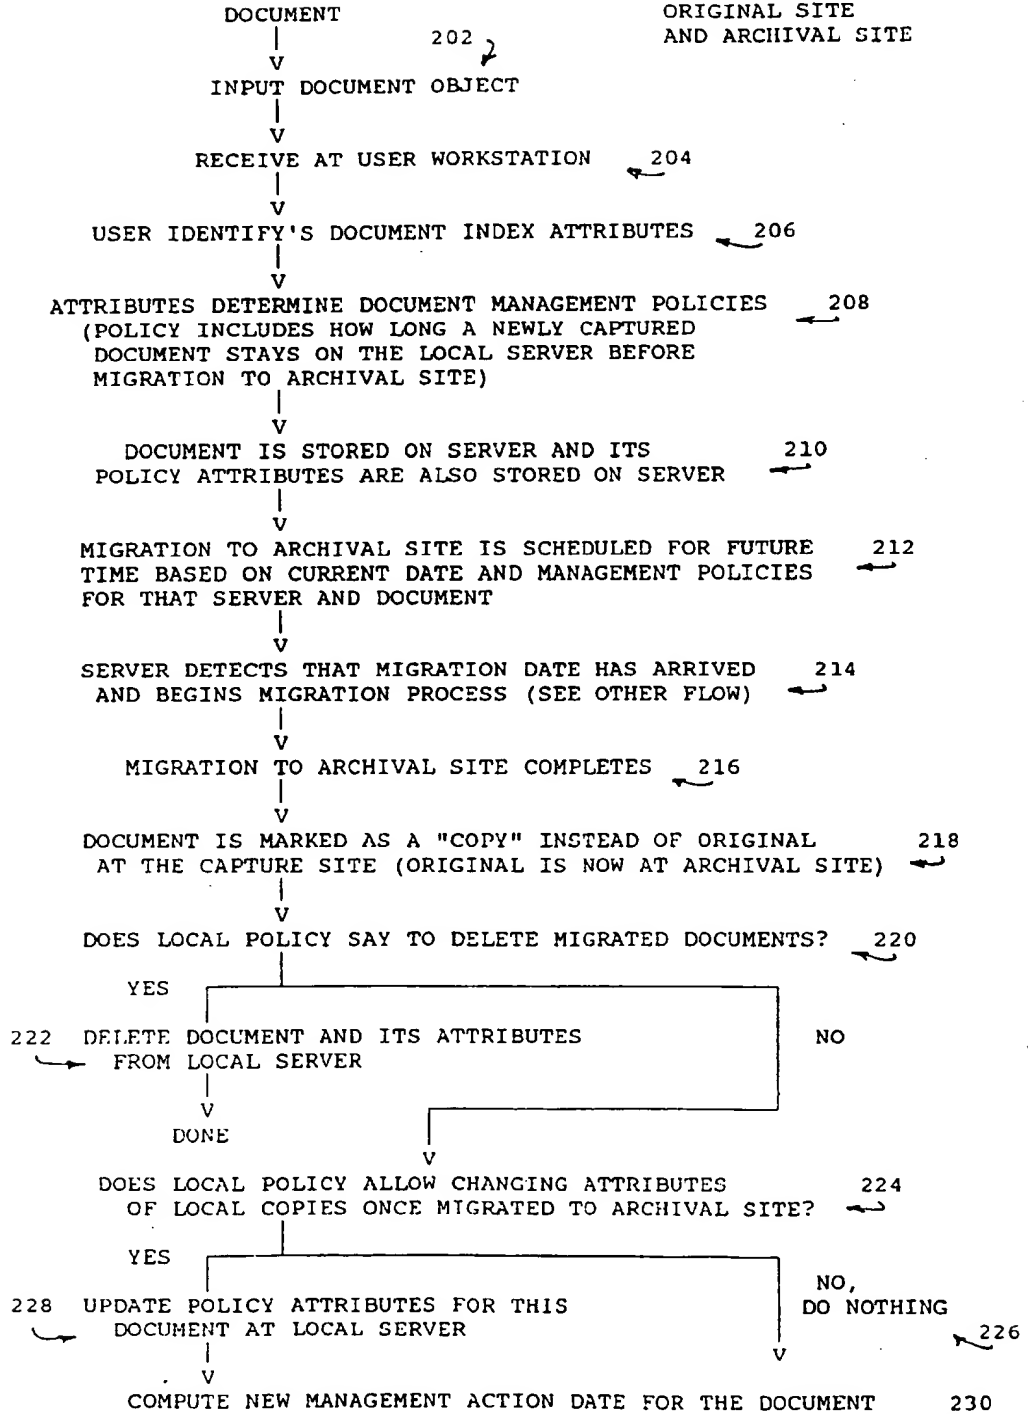 DOCUMENT
ORIGINAL SITE
AND ARCHIVAL SITE
202
V
INPUT DOCUMENT OBJECT
V
RECEIVE AT USER WORKSTATION 204
V
USER IDENTIFY'S DOCUMENT INDEX ATTRIBUTES 206
V
ATTRIBUTES DETERMINE DOCUMENT MANAGEMENT POLICIES 208
(POLICY INCLUDES HOW LONG A NEWLY CAPTURED
DOCUMENT STAYS ON THE LOCAL SERVER BEFORE
MIGRATION TO ARCHIVAL SITE)
V
DOCUMENT IS STORED ON SERVER AND ITS 210
POLICY ATTRIBUTES ARE ALSO STORED ON SERVER
V
MIGRATION TO ARCHIVAL SITE IS SCHEDULED FOR FUTURE 212
TIME BASED ON CURRENT DATE AND MANAGEMENT POLICIES
FOR THAT SERVER AND DOCUMENT
V
SERVER DETECTS THAT MIGRATION DATE HAS ARRIVED 214
AND BEGINS MIGRATION PROCESS (SEE OTHER FLOW)
V
MIGRATION TO ARCHIVAL SITE COMPLETES 216
V
DOCUMENT IS MARKED AS A "COPY" INSTEAD OF ORIGINAL 218
AT THE CAPTURE SITE (ORIGINAL IS NOW AT ARCHIVAL SITE)
V
DOES LOCAL POLICY SAY TO DELETE MIGRATED DOCUMENTS? 220
YES
222 DELETE DOCUMENT AND ITS ATTRIBUTES NO
FROM LOCAL SERVER
V
DONE
V
DOES LOCAL POLICY ALLOW CHANGING ATTRIBUTES 224
OF LOCAL COPIES ONCE MIGRATED TO ARCHIVAL SITE?
YES
NO,
228 UPDATE POLICY ATTRIBUTES FOR THIS DO NOTHING
DOCUMENT AT LOCAL SERVER 226
V
V
COMPUTE NEW MANAGEMENT ACTION DATE FOR THE DOCUMENT 230